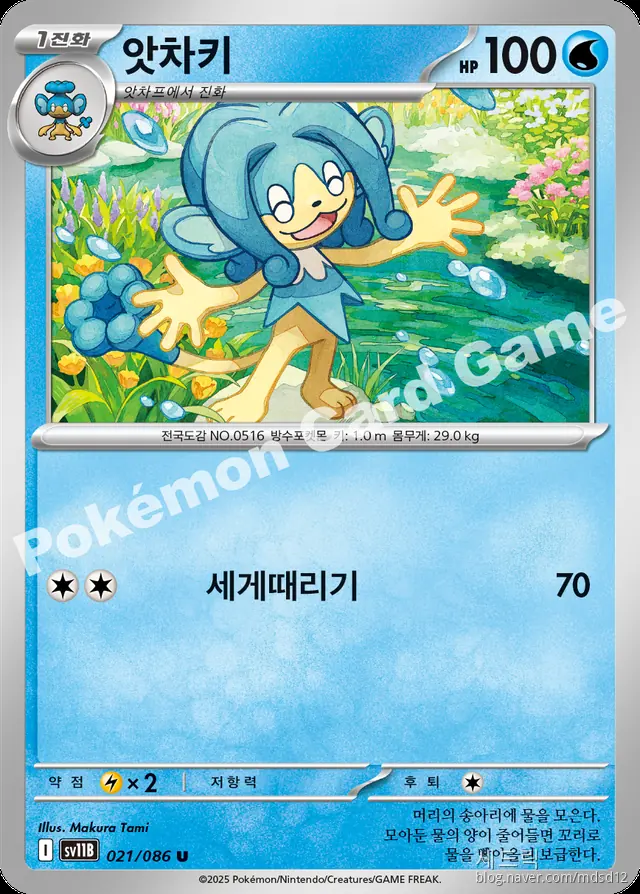 1진화
앗차키
HP 100
앗차프에서 진화
전국도감 NO.0516 방수포켓몬 키: 1.0 m 몸무게: 29.0 kg
Pokémon Card Game
세게때리기 70
약점 ×2 저항력 후퇴
머리의 송아리에 물을 모은다.
모아둔 물의 양이 줄어들면 꼬리로
물을 빨아올려 보급한다.
Illus. Makura Tami
I sv11B 021/086 U
blog.naver.com/mdsd12
©2025 Pokémon/Nintendo/Creatures/GAME FREAK.